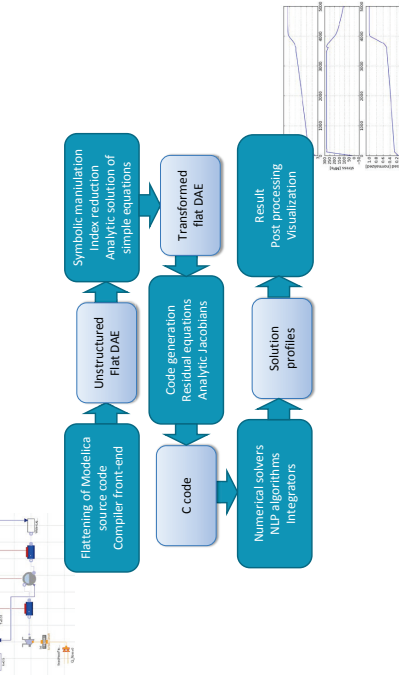 Flattening of Modelica
source code
Compiler front-end
Unstructured
Flat DAE
Symbolic maniulation
Index reduction
Analytic solution of
simple equations
Transformed
flat DAE
Code generation
Residual equations
Analytic Jacobians
C code
Numerical solvers
NLP algorithms
Integrators
Solution
profiles
Result
Post processing
Visualization